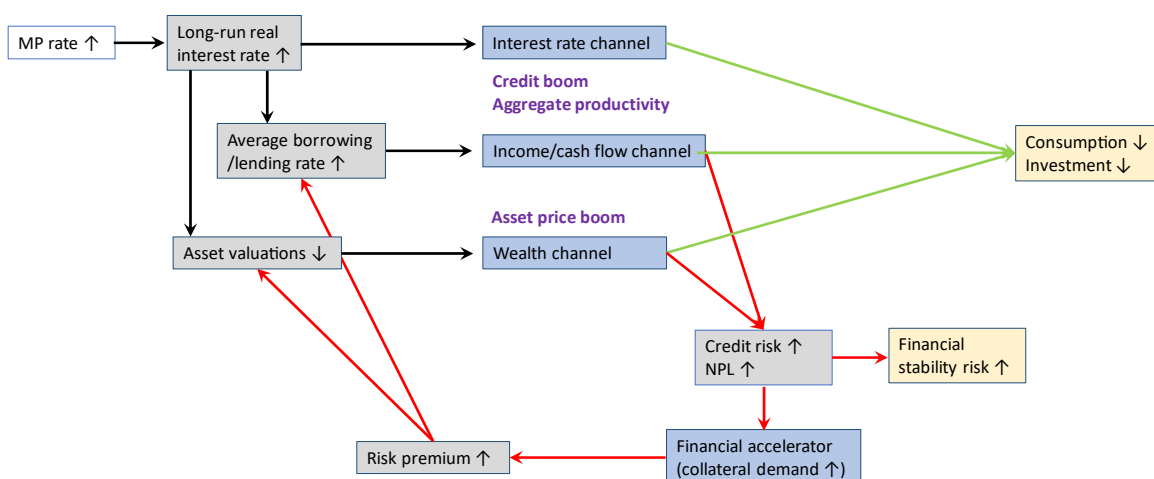 MP rate ↑
Long-run real
interest rate ↑
Interest rate channel
Credit boom
Aggregate productivity
Average borrowing
/lending rate ↑
Income/cash flow channel
Consumption ↓
Investment ↓
Asset price boom
Asset valuations ↓
Wealth channel
Credit risk ↑
NPL ↑
Financial
stability risk ↑
Risk premium ↑
Financial accelerator
(collateral demand ↑)